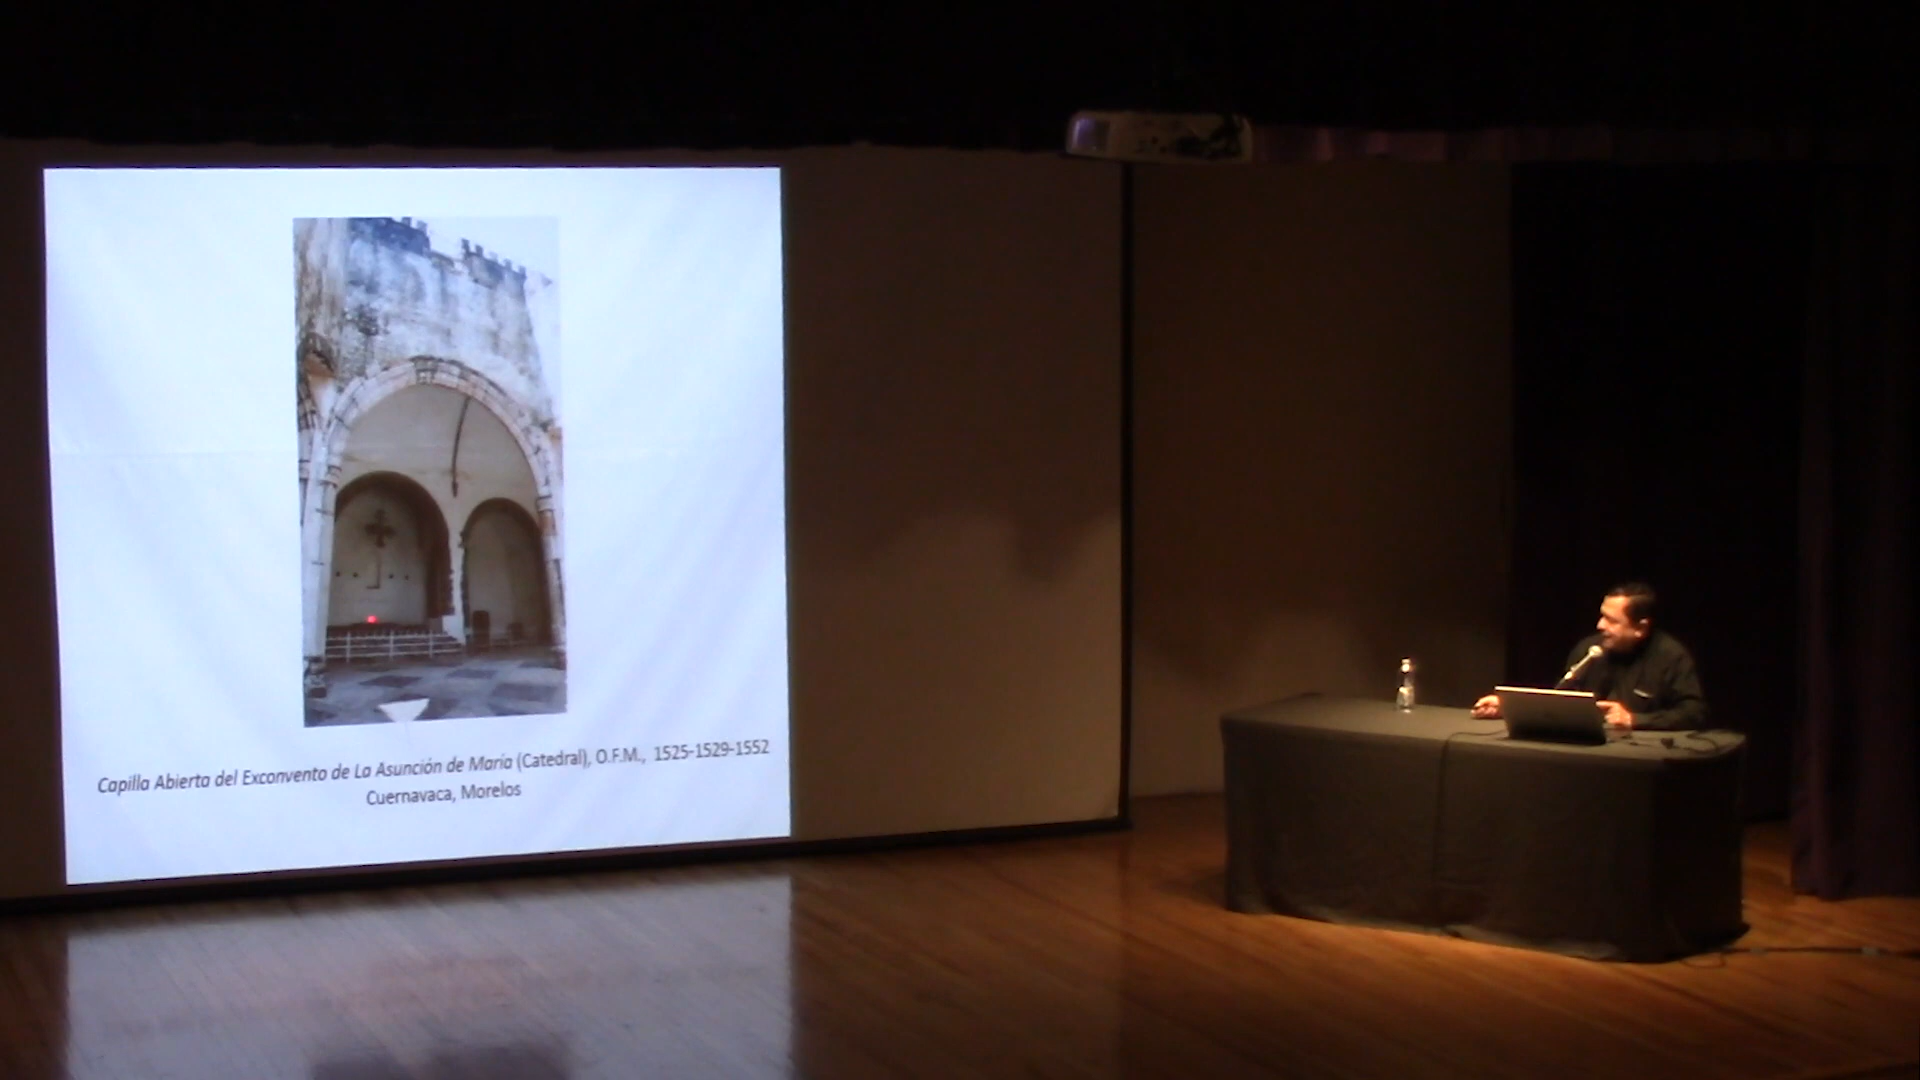 Capilla Abierta del Exconvento de La Asunción de María (Catedral), O.F.M., 1525-1529-1552
Cuernavaca, Morelos